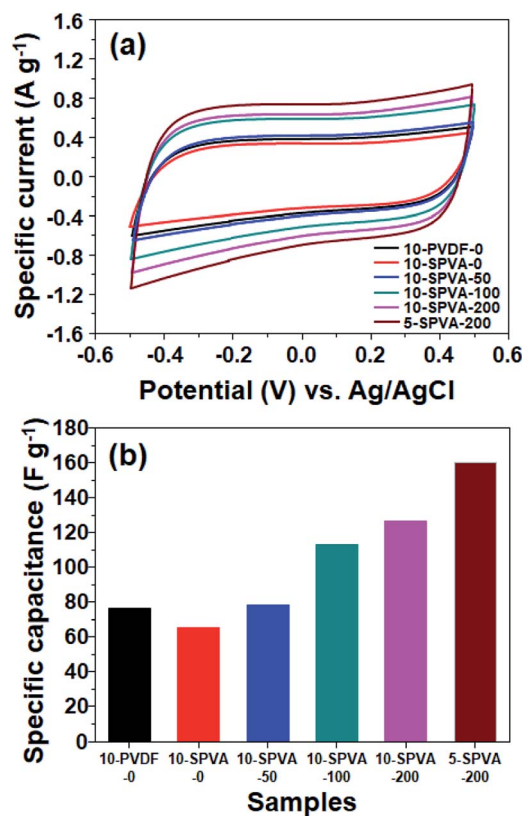 (a)
Specific current (A g-1)
1.6
1.2
0.8
0.4
0.0
-0.4
-0.8
-1.2
-1.6
10-PVDF-0
10-SPVA-0
10-SPVA-50
10-SPVA-100
10-SPVA-200
5-SPVA-200
-0.6 -0.4 -0.2 0.0 0.2 0.4 0.6
Potential (V) vs. Ag/AgCl
(b)
Specific capacitance (F g-1)
180
160
140
120
100
80
60
40
20
0
10-PVDF 10-SPVA 10-SPVA 10-SPVA 10-SPVA 5-SPVA
-0 -0 -50 -100 -200 -200
Samples